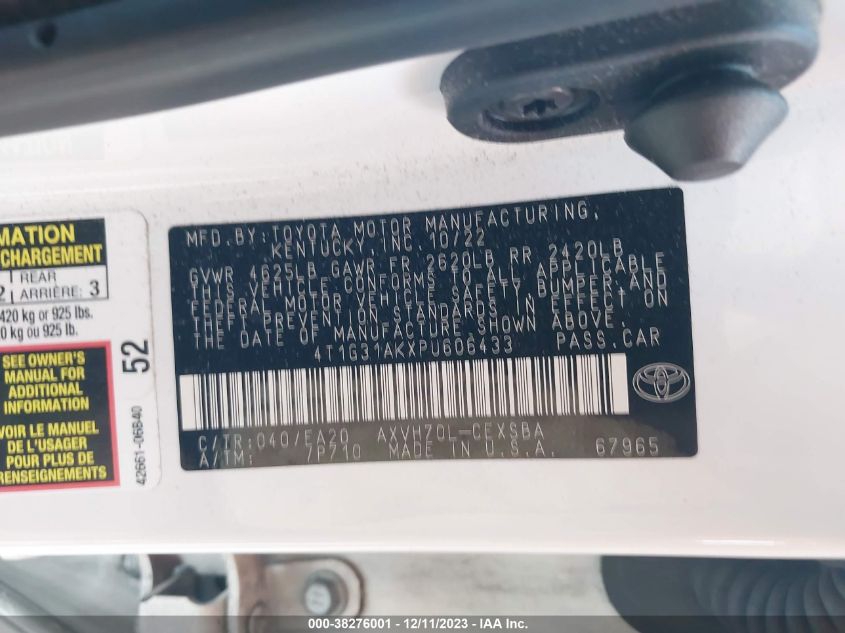 MATION
CHARGEMENT
REAR
2 ARRIÈRE: 3
420 kg or 925 lbs.
0 kg ou 925 lb.
SEE OWNER'S
MANUAL FOR
ADDITIONAL
INFORMATION
VOIR LE MANUEL
DE L'USAGER
POUR PLUS DE
RENSEIGNEMENTS
52
42661-06B40
MFD.BY:TOYOTA MOTOR MANUFACTURING,
KENTUCKY,INC. 10/22
GVWR 4625LB GAWR FR 2620LB RR 2420LB
THIS VEHICLE CONFORMS TO ALL APPLICABLE
FEDERAL MOTOR VEHICLE SAFETY,BUMPER,AND
THEFT PREVENTION STANDARDS IN EFFECT ON
THE DATE OF MANUFACTURE SHOWN ABOVE.
4T1G31AKXPU606433 PASS.CAR
C/TR:040/EA20 AXVH70L-CEXSBA
A/TM: 7P710 MADE IN U.S.A. 67965
000-38276001 - 12/11/2023 - IAA Inc.